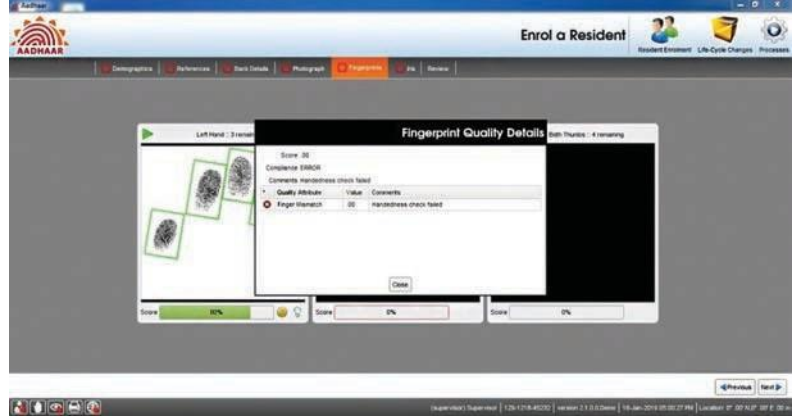 Aadhaar
AADHAAR
Enrol a Resident
Resident Enrolment
Life-Cycle Changes
Processes
Demographics
References
Bank Details
Photograph
Fingerprints
Iris
Review
Left Hand : 3 remain
Fingerprint Quality Details
Both Thumbs : 4 remaining
Score .00
Compliance ERROR
Comments Handedness check failed
Quality Attribute Value Comments
Finger Mismatch .00 Handedness check failed
Close
Score
Score 0%
Score 0%
Previous
Next